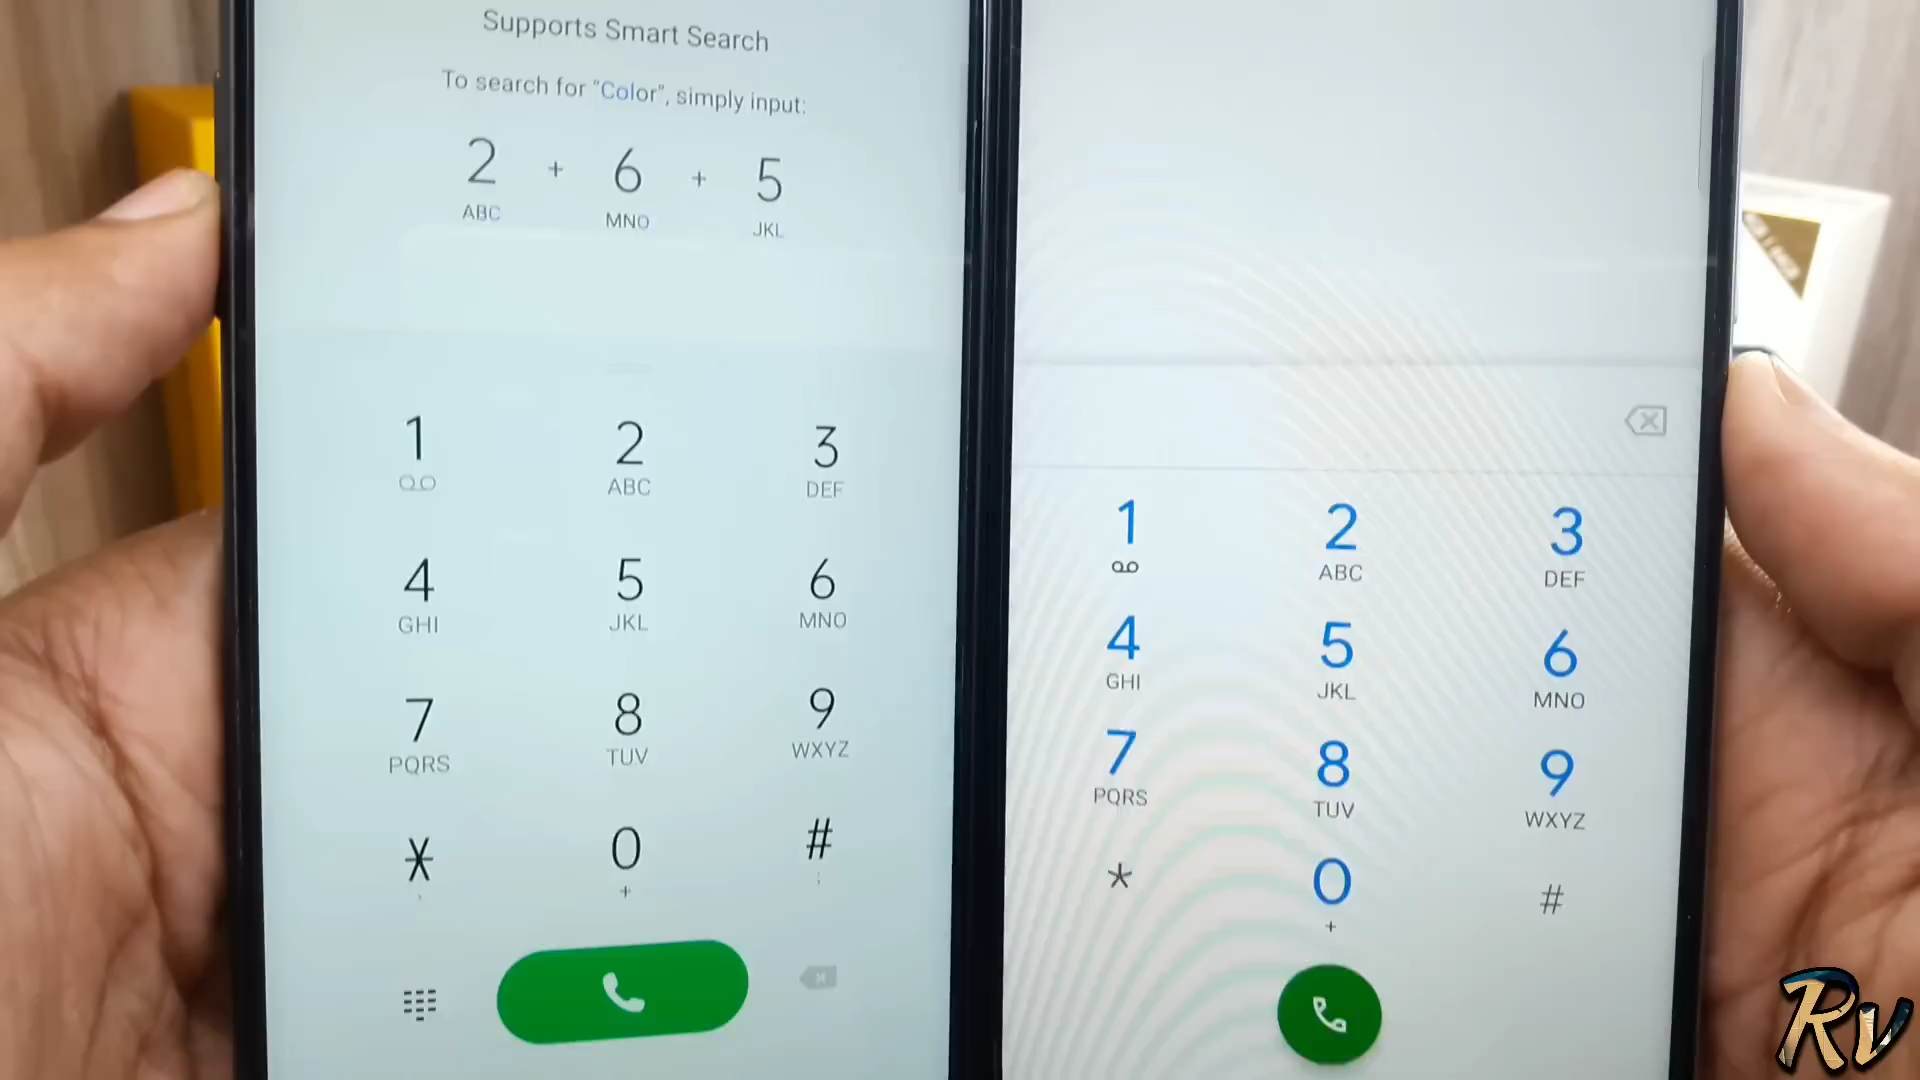 Supports Smart Search
To search for "Color", simply input:
2 + 6 + 5
ABC MNO JKL
1 2 3
ABC DEF
4 5 6
GHI JKL MNO
7 8 9
PQRS TUV WXYZ
* 0 #
, + ;
1 2 3
ABC DEF
4 5 6
GHI JKL MNO
7 8 9
PQRS TUV WXYZ
* 0 #
+
Rv